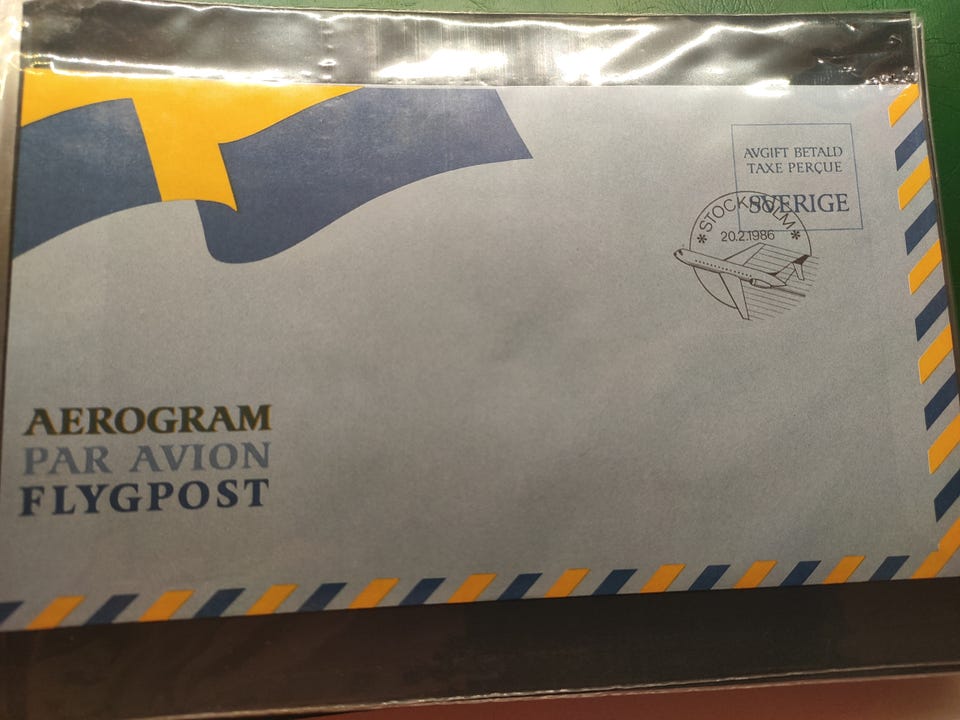 AVGIFT BETALD
TAXE PERÇUE
SVERIGE
* STOCKHOLM *
20.2.1986
AEROGRAM
PAR AVION
FLYGPOST